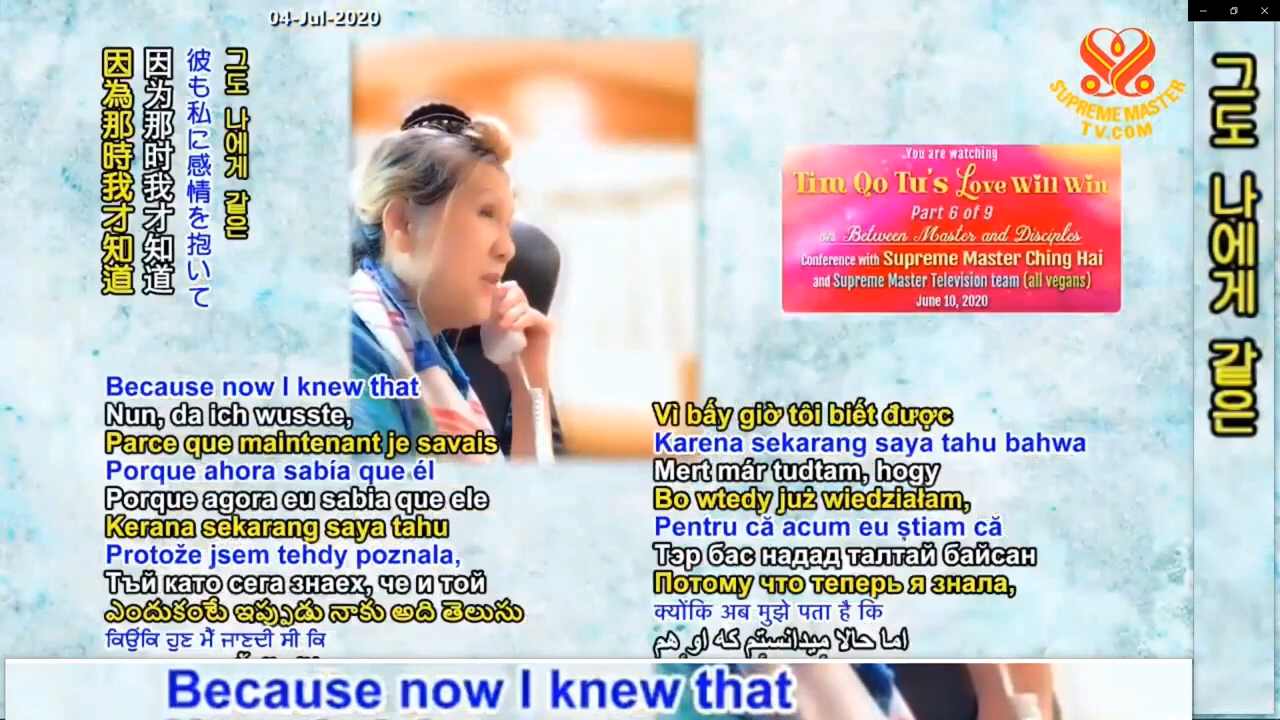 04-Jul-2020
그도 나에게 같은
彼も私に感情を抱いて
因为那时我才知道
因為那時我才知道
SUPREME MASTER
TV.COM
You are watching
Tim Qo Tu's Love Will Win
Part 6 of 9
on Between Master and Disciples
Conference with Supreme Master Ching Hai
and Supreme Master Television team (all vegans)
June 10, 2020
그도 나에게 같은
Because now I knew that
Nun, da ich wusste,
Parce que maintenant je savais
Porque ahora sabía que él
Porque agora eu sabia que ele
Kerana sekarang saya tahu
Protože jsem tehdy poznala,
Тъй като сега знаех, че и той
ఎందుకంటే ఇప్పుడు నాకు అది తెలుసు
ਕਿਉਂਕਿ ਹੁਣ ਮੈਂ ਜਾਣਦੀ ਸੀ ਕਿ
Vì bấy giờ tôi biết được
Karena sekarang saya tahu bahwa
Mert már tudtam, hogy
Bo wtedy już wiedziałam,
Pentru că acum eu știam că
Тэр бас надад талтай байсан
Потому что теперь я знала,
क्योंकि अब मुझे पता है कि
اما حالا میدانستم که او هم
Because now I knew that